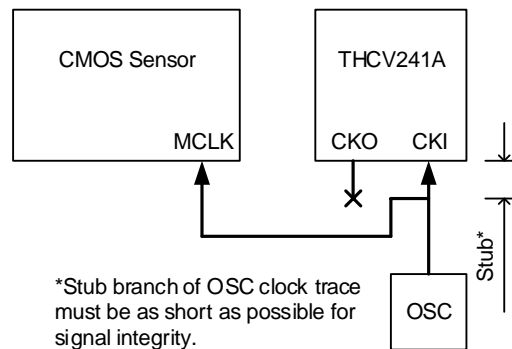 CMOS Sensor
THCV241A
MCLK
CKO
CKI
Stub*
OSC
*Stub branch of OSC clock trace
must be as short as possible for
signal integrity.